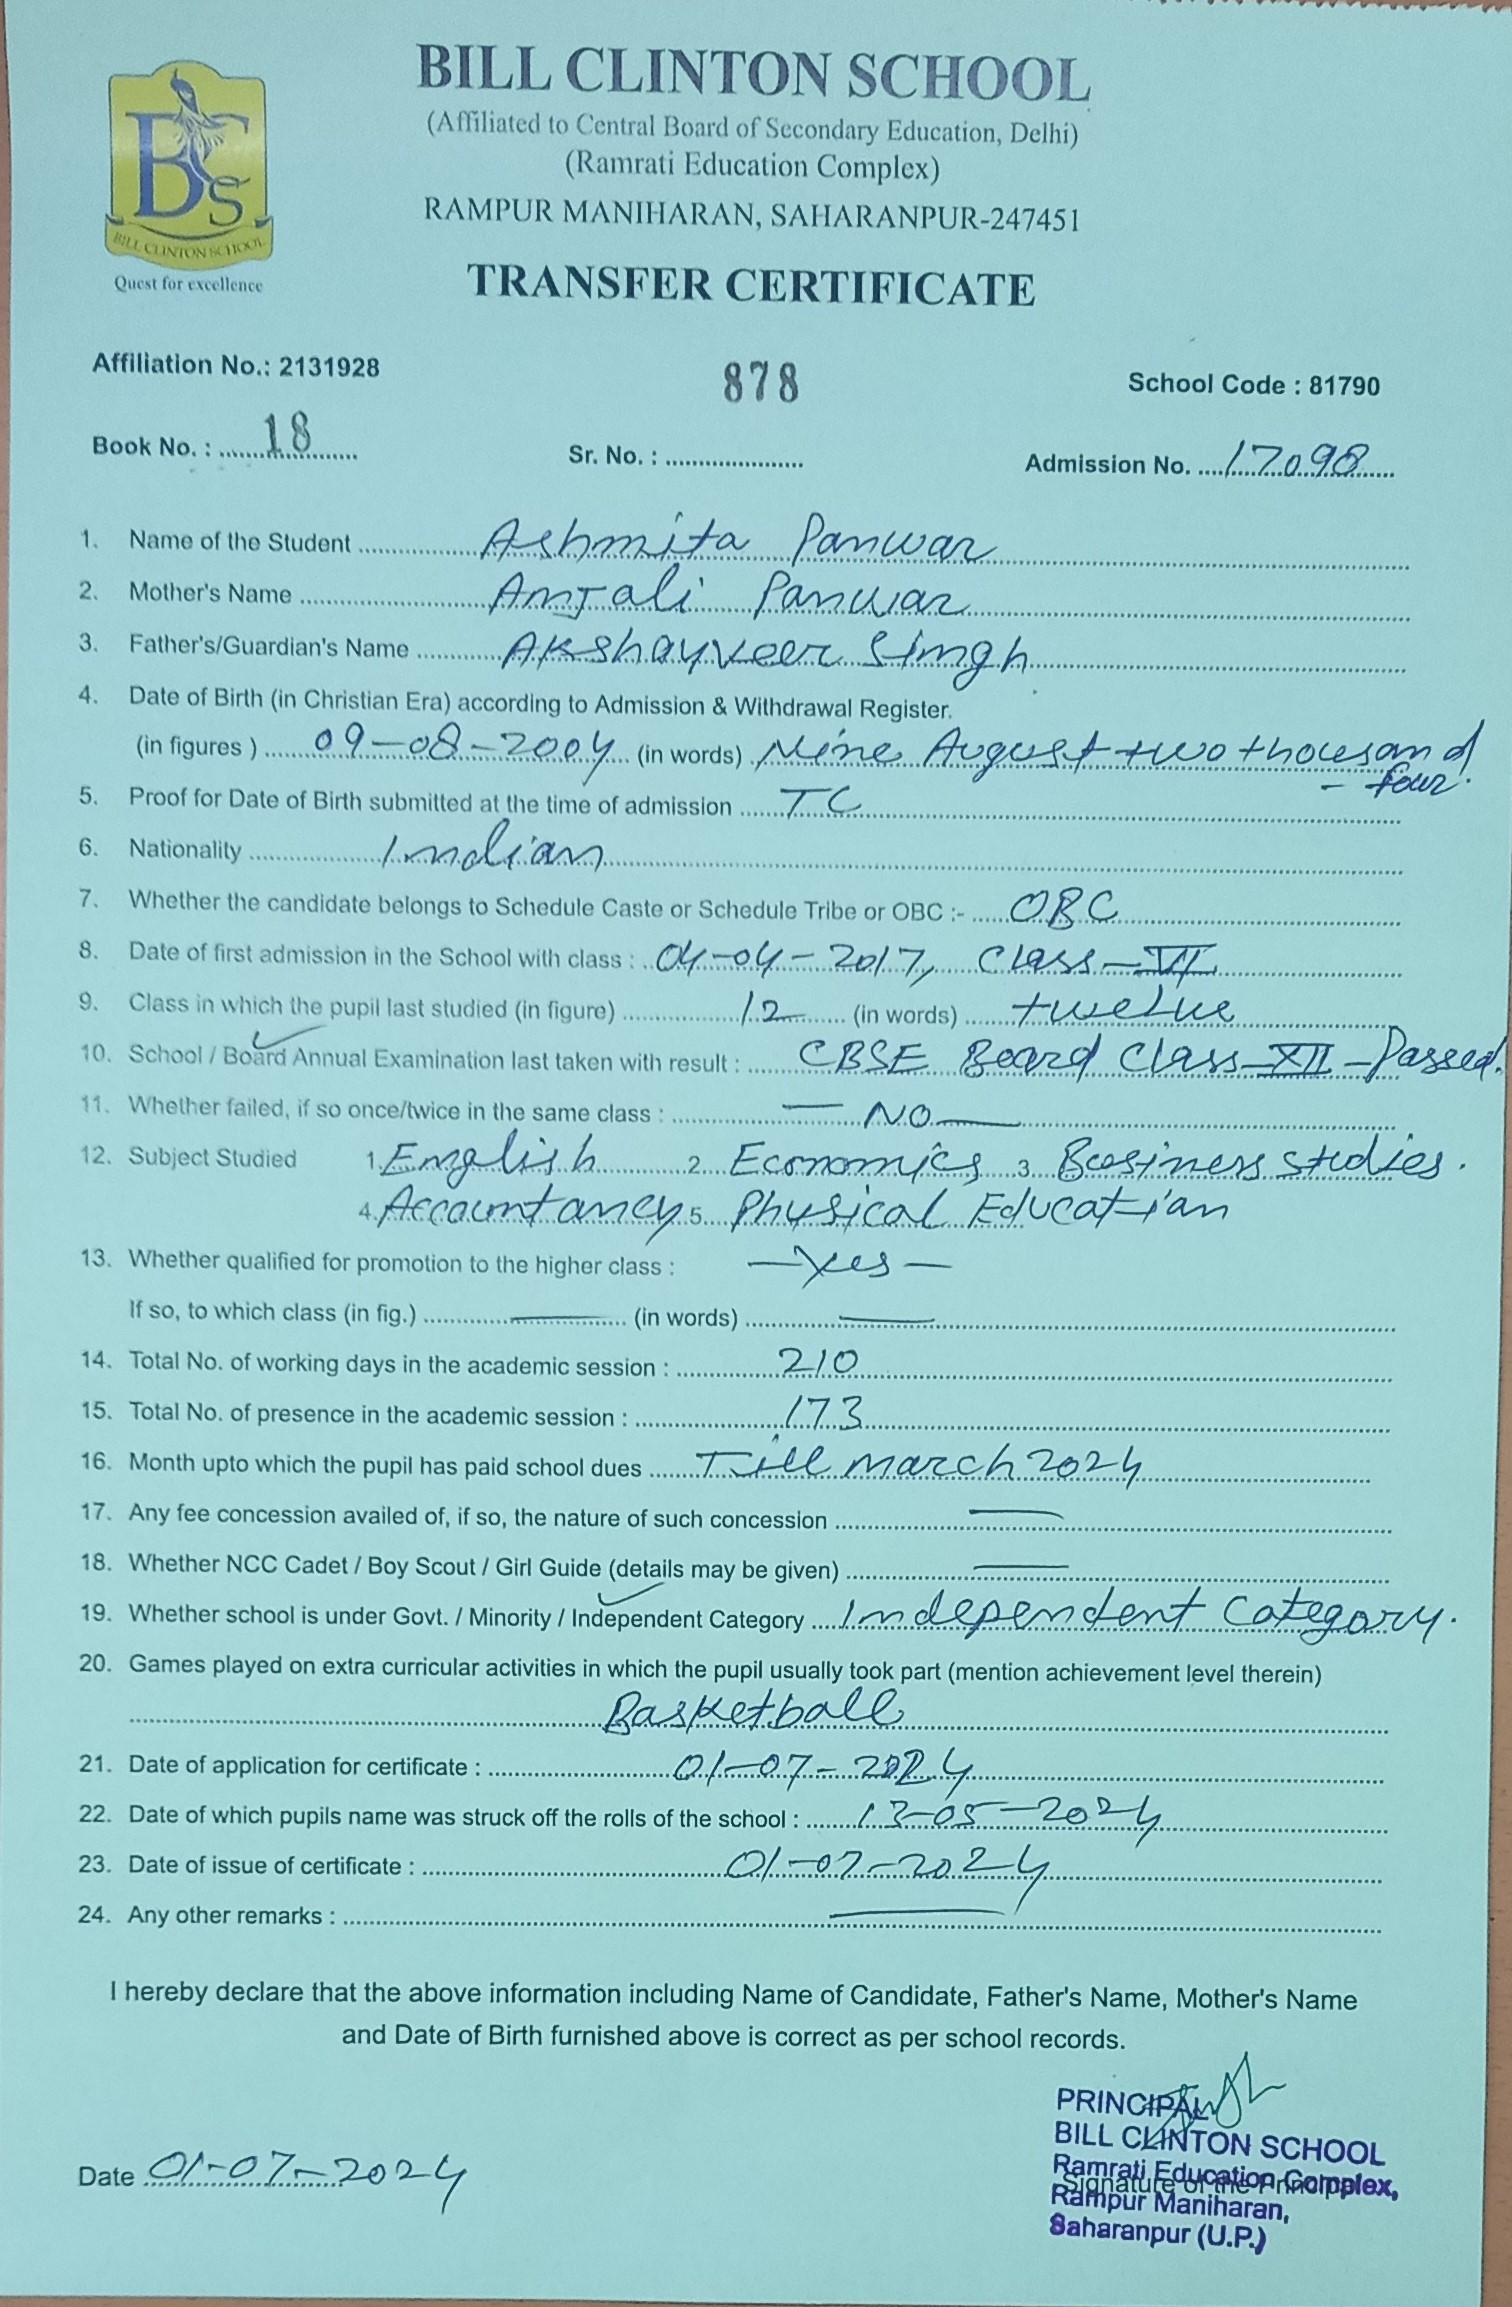 BILL CLINTON SCHOOL
(Affiliated to Central Board of Secondary Education, Delhi)
(Ramrati Education Complex)
RAMPUR MANIHARAN, SAHARANPUR-247451
BCS
BILL CLINTON SCHOOL
Quest for excellence
TRANSFER CERTIFICATE
Affiliation No.: 2131928 878 School Code : 81790
Book No. : 18 Sr. No. : Admission No. 17098
1. Name of the Student Ashmita Panwar
2. Mother's Name Anjali Panwar
3. Father's/Guardian's Name Akshayveer Singh
4. Date of Birth (in Christian Era) according to Admission & Withdrawal Register.
(in figures ) 09-08-2004 (in words) Nine August two thousand
- four.
5. Proof for Date of Birth submitted at the time of admission TC
6. Nationality Indian
7. Whether the candidate belongs to Schedule Caste or Schedule Tribe or OBC :- OBC
8. Date of first admission in the School with class : 04-04-2017, Class-VI
9. Class in which the pupil last studied (in figure) 12 (in words) twelve
10. School / Board Annual Examination last taken with result : CBSE Board Class-XII-Passed.
11. Whether failed, if so once/twice in the same class : — NO —
12. Subject Studied 1. English 2. Economics 3. Business studies.
4. Accountancy 5. Physical Education
13. Whether qualified for promotion to the higher class : — Yes —
If so, to which class (in fig.) — (in words) —
14. Total No. of working days in the academic session : 210
15. Total No. of presence in the academic session : 173
16. Month upto which the pupil has paid school dues Till march 2024
17. Any fee concession availed of, if so, the nature of such concession —
18. Whether NCC Cadet / Boy Scout / Girl Guide (details may be given) —
19. Whether school is under Govt. / Minority / Independent Category Independent Category.
20. Games played on extra curricular activities in which the pupil usually took part (mention achievement level therein)
Basketball
21. Date of application for certificate : 01-07-2024
22. Date of which pupils name was struck off the rolls of the school : 13-05-2024
23. Date of issue of certificate : 01-07-2024
24. Any other remarks : —
I hereby declare that the above information including Name of Candidate, Father's Name, Mother's Name
and Date of Birth furnished above is correct as per school records.
PRINCIPAL
BILL CLINTON SCHOOL
Ramrati Education Complex,
Signature of the Principal
Rampur Maniharan,
Saharanpur (U.P.)
Date 01-07-2024